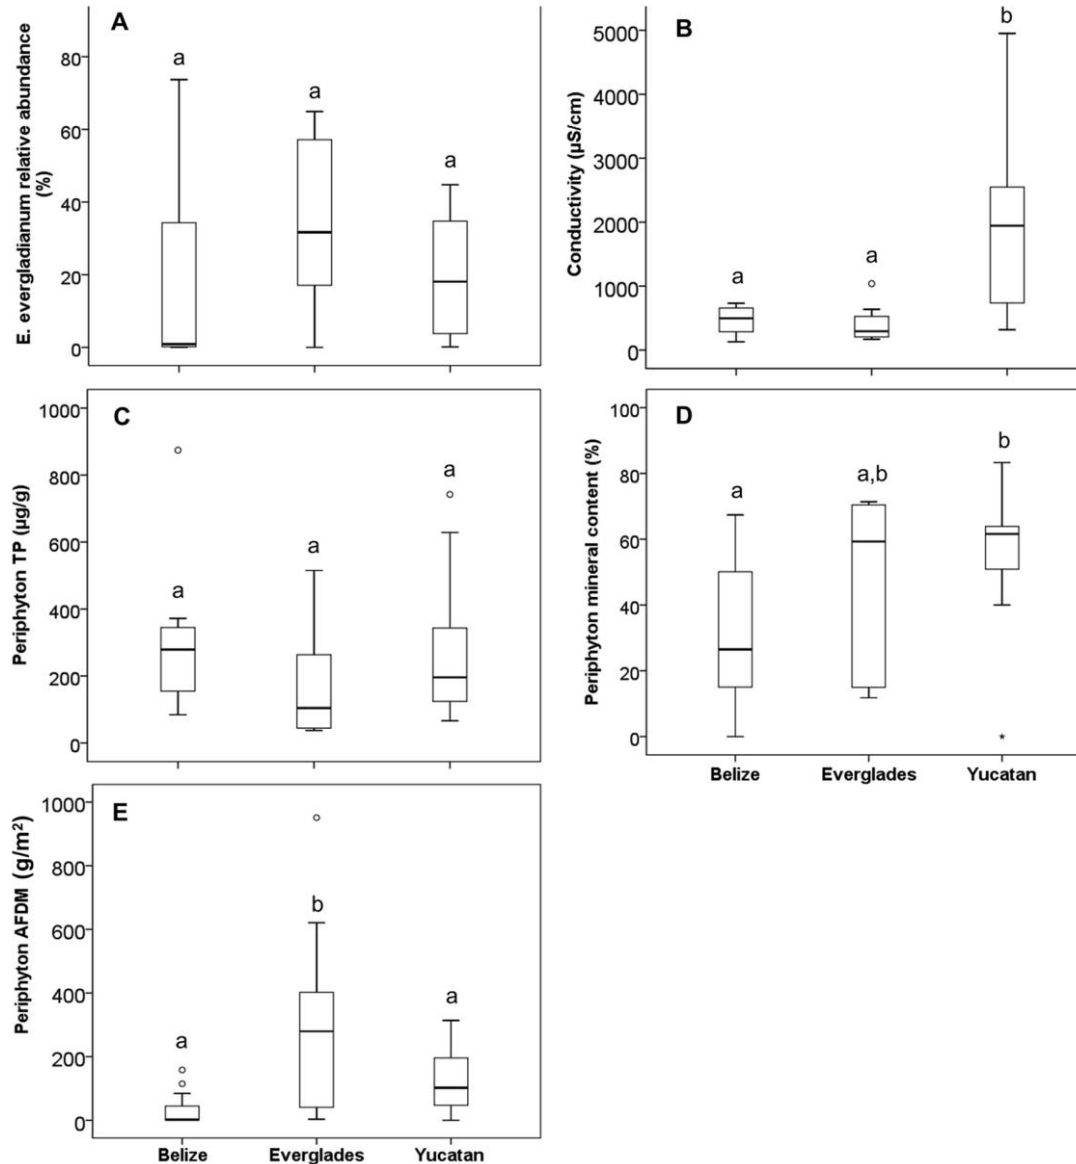 A
E. evergladianum relative abundance
(%)
80
60
40
20
0
a
a
a
B
Conductivity (µS/cm)
5000
4000
3000
2000
1000
0
a
a
b
C
Periphyton TP (µg/g)
1000
800
600
400
200
0
a
a
a
D
Periphyton mineral content (%)
100
80
60
40
20
0
a
a,b
b
Belize Everglades Yucatan
E
Periphyton AFDM (g/m²)
1000
800
600
400
200
0
a
b
a
Belize Everglades Yucatan